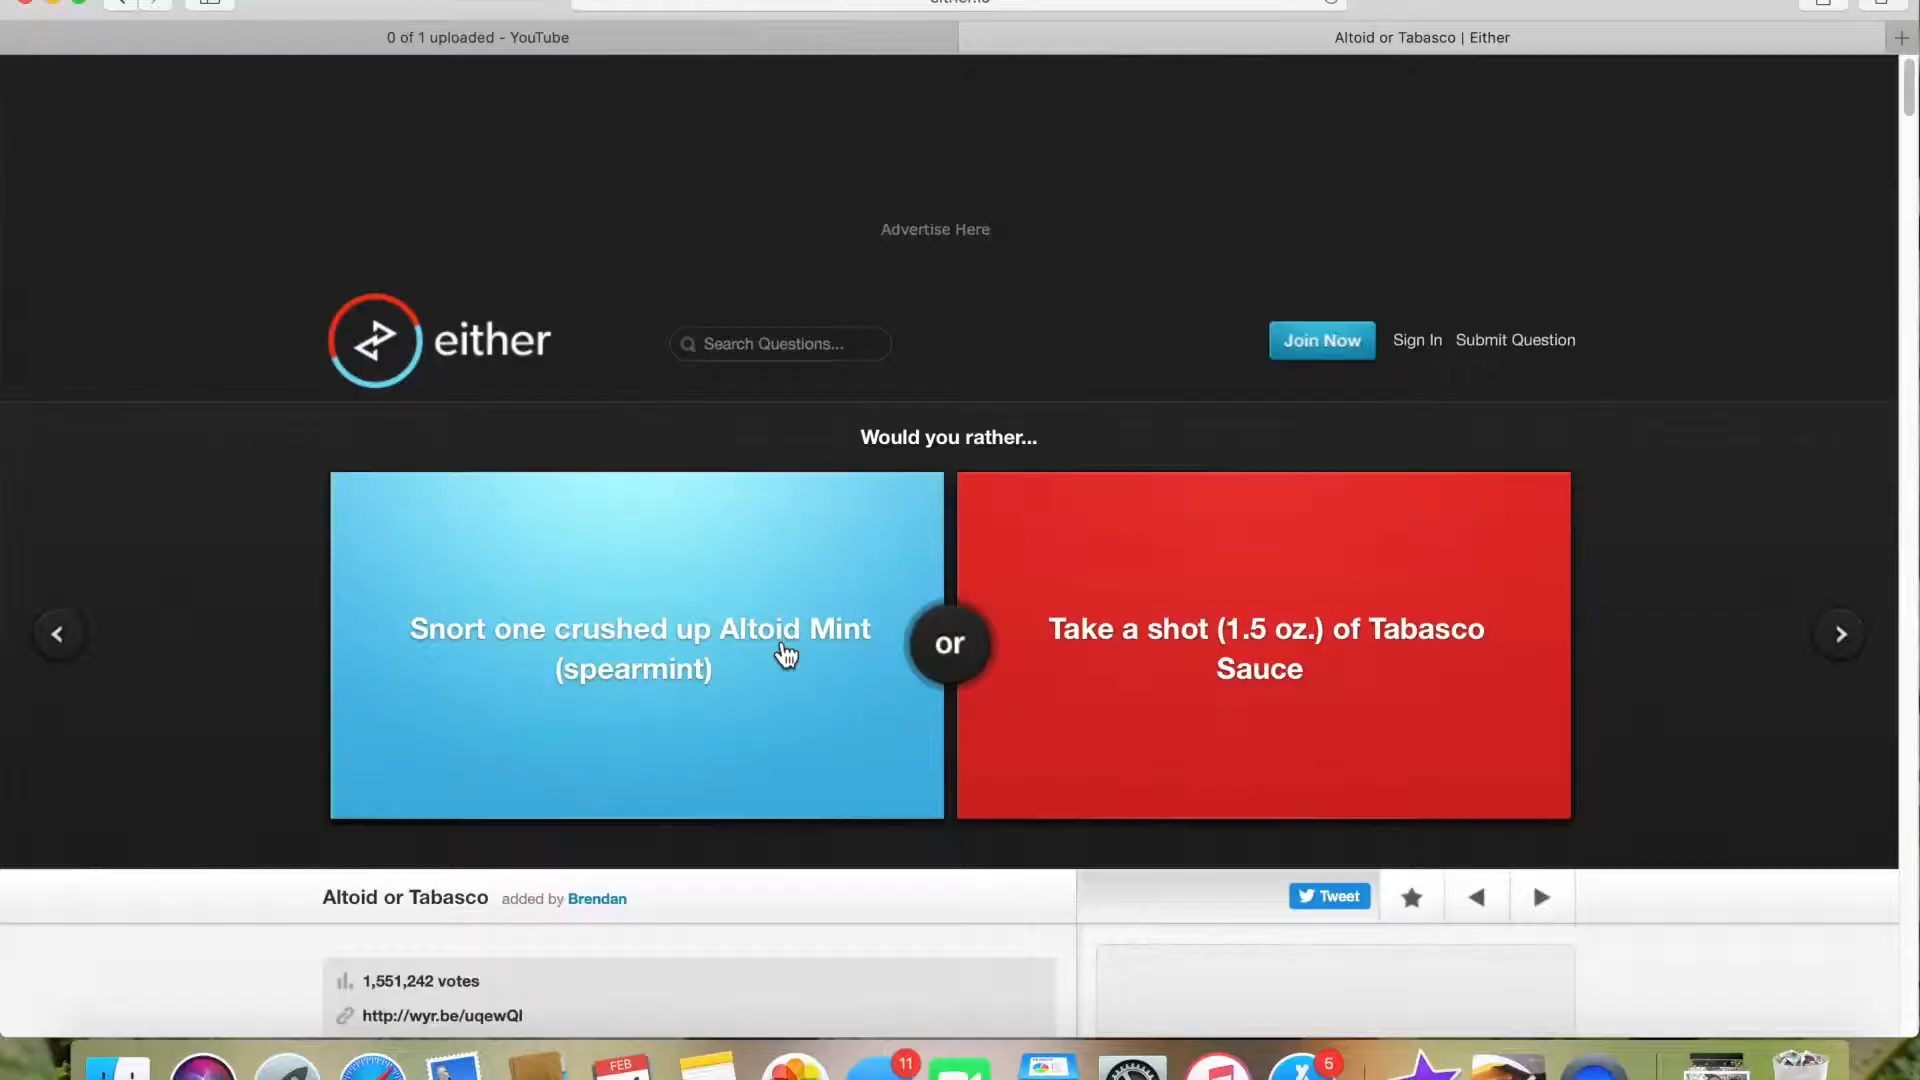 0 of 1 uploaded - YouTube
Altoid or Tabasco | Either
Advertise Here
either
Search Questions...
Join Now
Sign In
Submit Question
Would you rather...
Snort one crushed up Altoid Mint
(spearmint)
or
Take a shot (1.5 oz.) of Tabasco
Sauce
Altoid or Tabasco
added by Brendan
Tweet
1,551,242 votes
http://wyr.be/uqewQI
FEB
11
5